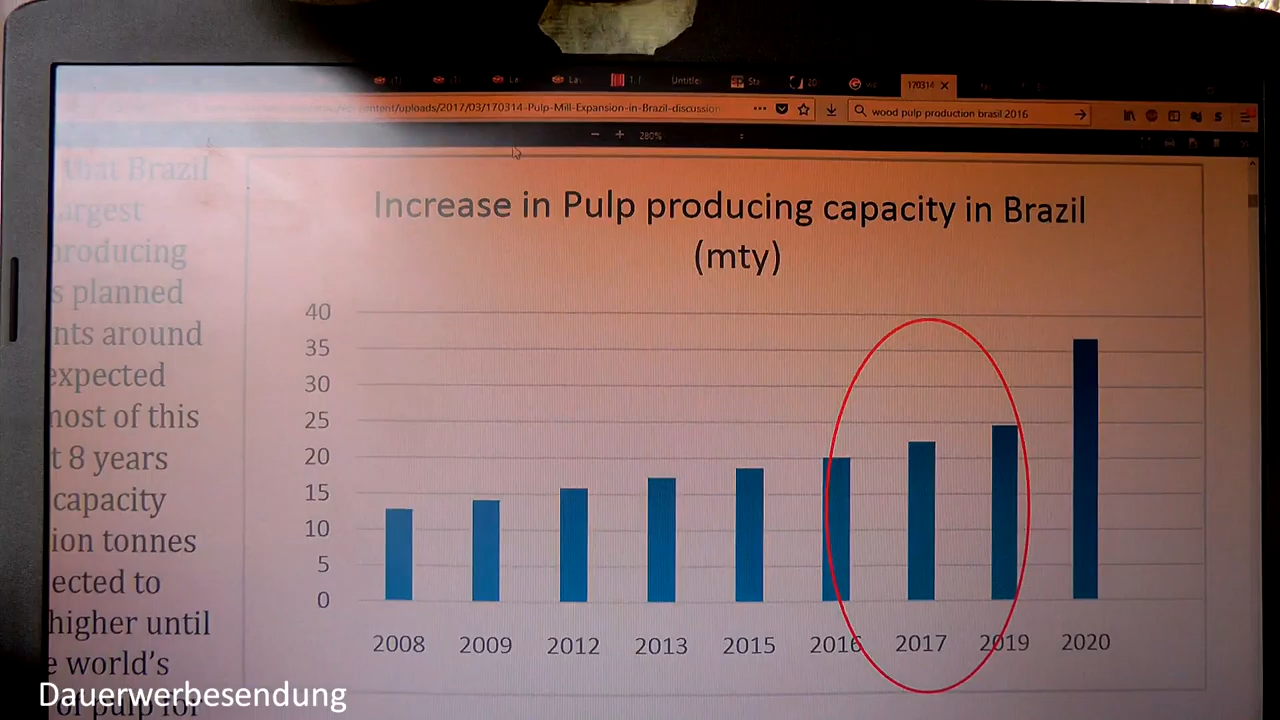 170314
content/uploads/2017/03/170314-Pulp-Mill-Expansion-in-Brazil-discussion
wood pulp production brasil 2016
280%
that Brazil
argest
producing
s planned
nts around
expected
most of this
t 8 years
capacity
ion tonnes
ected to
higher until
e world's
of pulp for
Increase in Pulp producing capacity in Brazil
(mty)
40
35
30
25
20
15
10
5
0
2008 2009 2012 2013 2015 2016 2017 2019 2020
Dauerwerbesendung